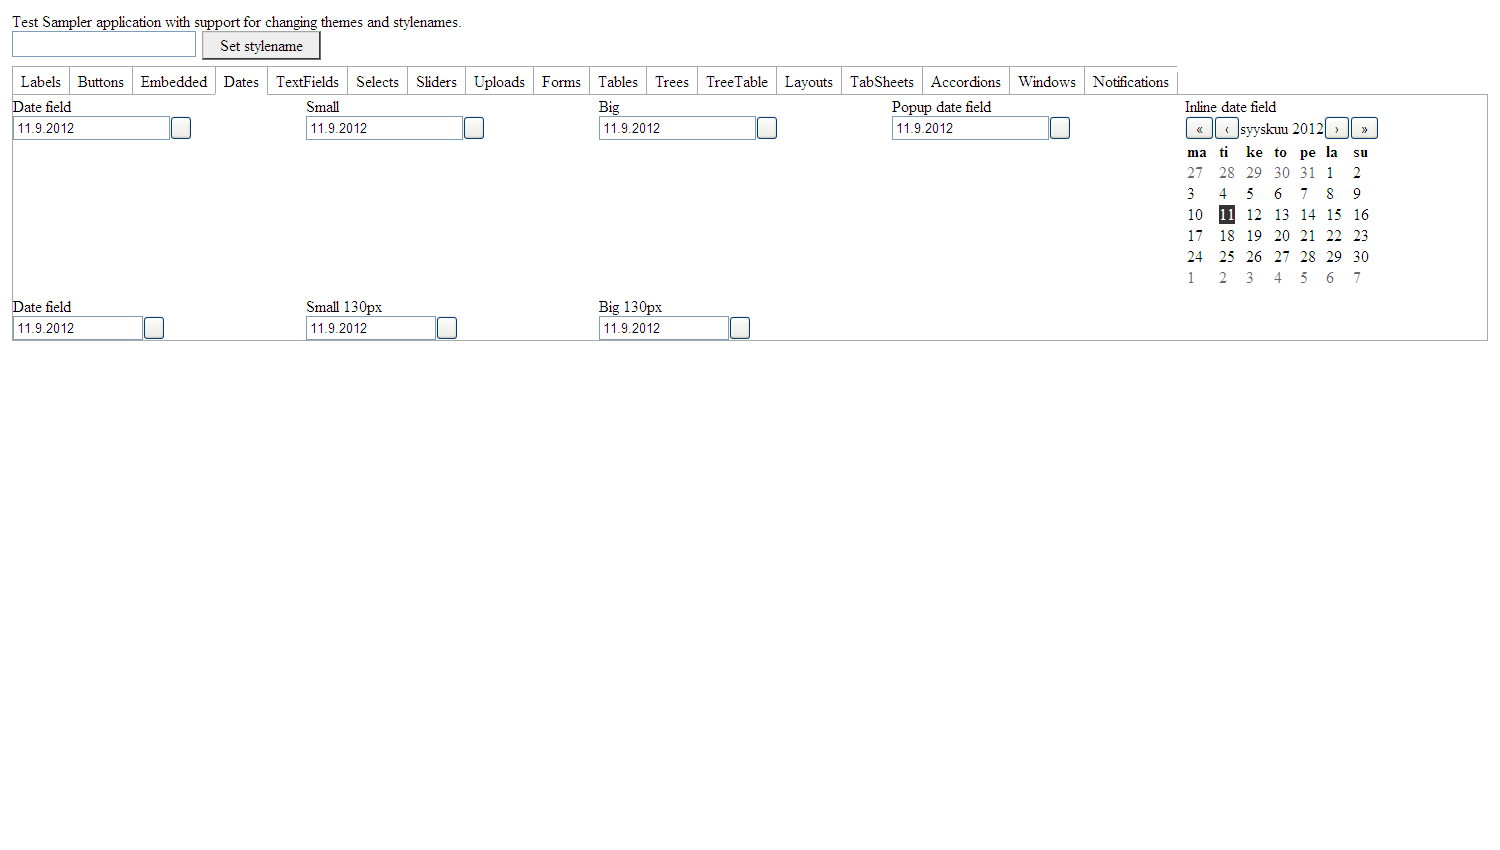 Test Sampler application with support for changing themes and stylenames.
Set stylename
Labels Buttons Embedded Dates TextFields Selects Sliders Uploads Forms Tables Trees TreeTable Layouts TabSheets Accordions Windows Notifications
Date field Small Big Popup date field Inline date field
11.9.2012 11.9.2012 11.9.2012 11.9.2012 « ‹ syyskuu 2012 › »
ma ti ke to pe la su
27 28 29 30 31 1 2
3 4 5 6 7 8 9
10 11 12 13 14 15 16
17 18 19 20 21 22 23
24 25 26 27 28 29 30
1 2 3 4 5 6 7
Date field Small 130px Big 130px
11.9.2012 11.9.2012 11.9.2012